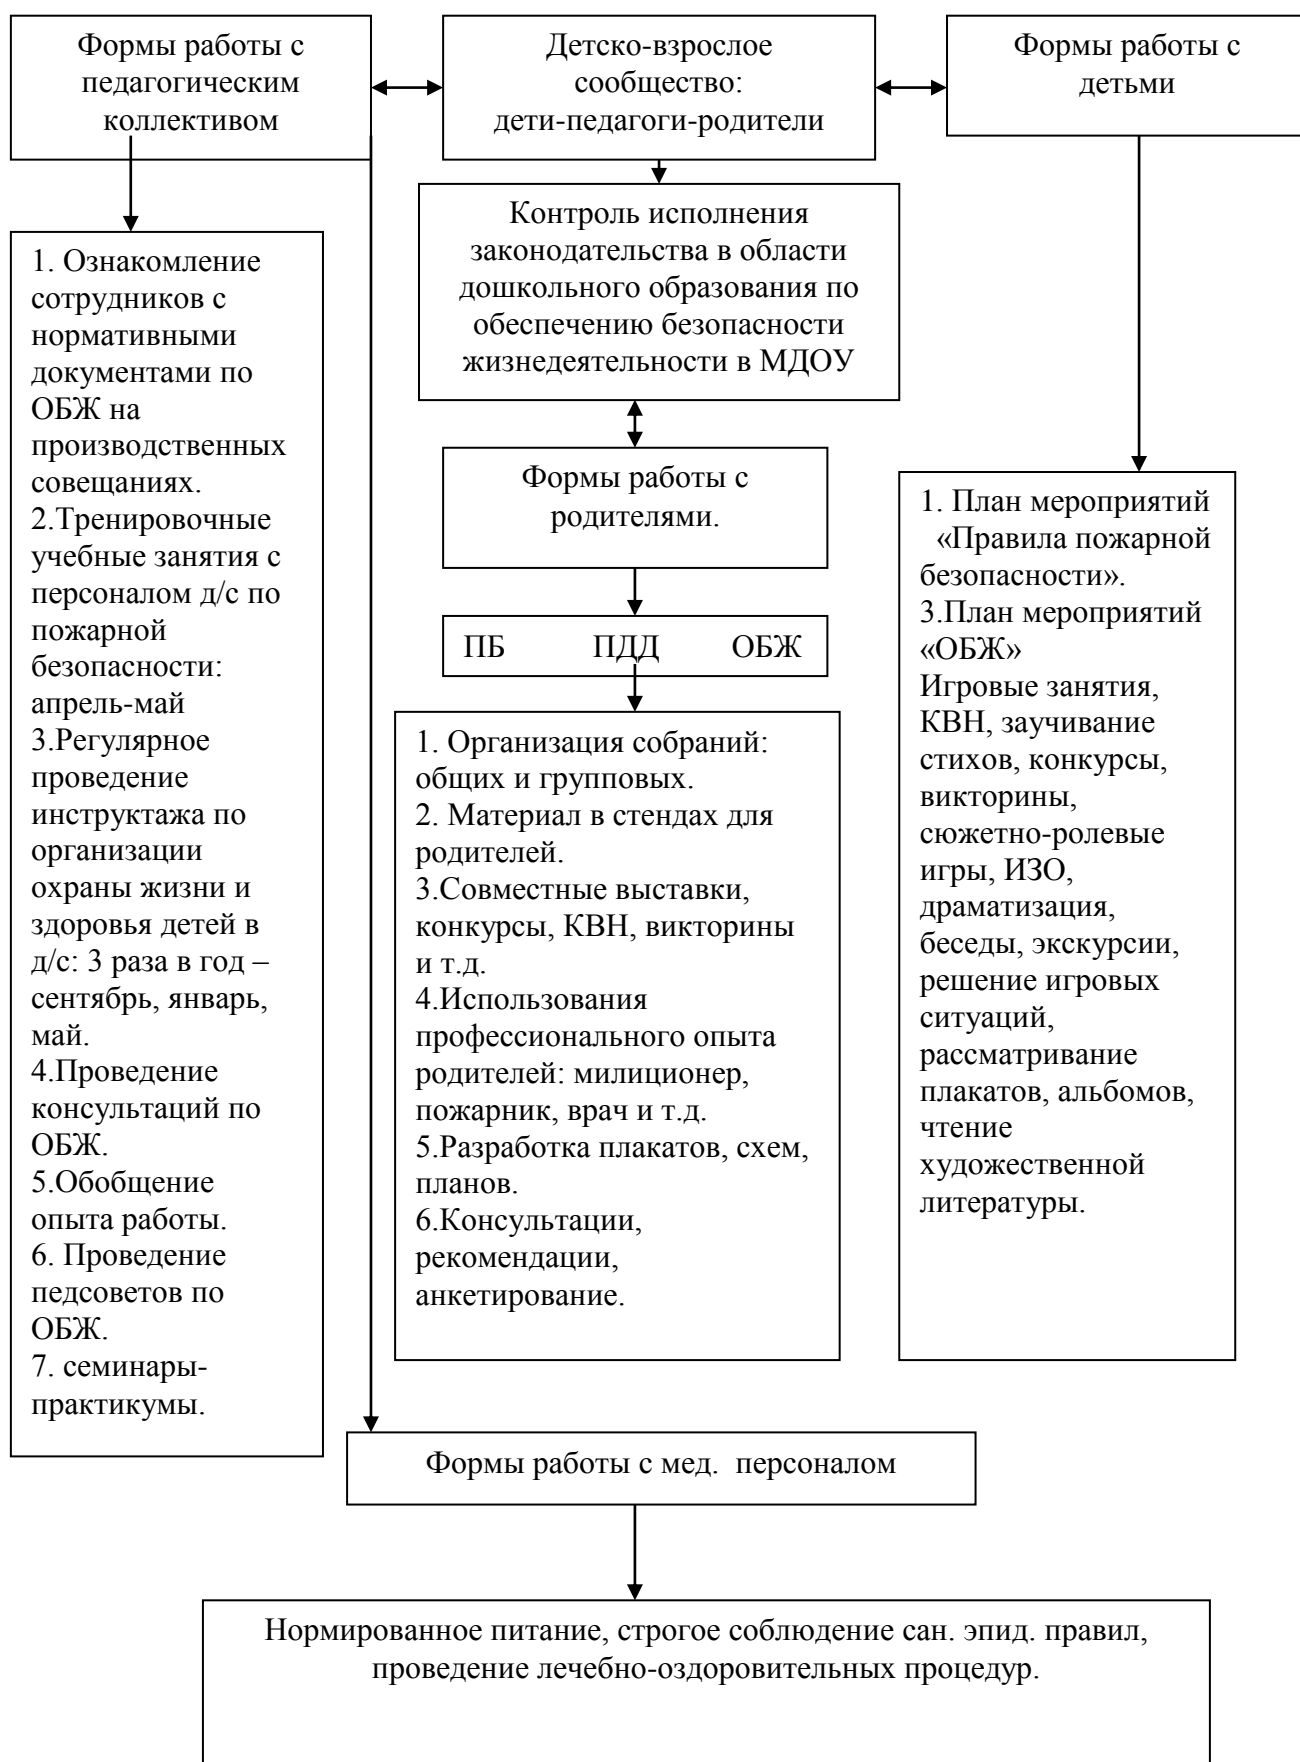 Формы работы с
педагогическим
коллективом
Детско-взрослое
сообщество:
дети-педагоги-родители
Формы работы с
детьми
Контроль исполнения
законодательства в области
дошкольного образования по
обеспечению безопасности
жизнедеятельности в МДОУ
1. Ознакомление
сотрудников с
нормативными
документами по
ОБЖ на
производственных
совещаниях.
2.Тренировочные
учебные занятия с
персоналом д/с по
пожарной
безопасности:
апрель-май
3.Регулярное
проведение
инструктажа по
организации
охраны жизни и
здоровья детей в
д/с: 3 раза в год –
сентябрь, январь,
май.
4.Проведение
консультаций по
ОБЖ.
5.Обобщение
опыта работы.
6. Проведение
педсоветов по
ОБЖ.
7. семинары-
практикумы.
Формы работы с
родителями.
ПБ ПДД ОБЖ
1. Организация собраний:
общих и групповых.
2. Материал в стендах для
родителей.
3.Совместные выставки,
конкурсы, КВН, викторины
и т.д.
4.Использования
профессионального опыта
родителей: милиционер,
пожарник, врач и т.д.
5.Разработка плакатов, схем,
планов.
6.Консультации,
рекомендации,
анкетирование.
1. План мероприятий
«Правила пожарной
безопасности».
3.План мероприятий
«ОБЖ»
Игровые занятия,
КВН, заучивание
стихов, конкурсы,
викторины,
сюжетно-ролевые
игры, ИЗО,
драматизация,
беседы, экскурсии,
решение игровых
ситуаций,
рассматривание
плакатов, альбомов,
чтение
художественной
литературы.
Формы работы с мед. персоналом
Нормированное питание, строгое соблюдение сан. эпид. правил,
проведение лечебно-оздоровительных процедур.